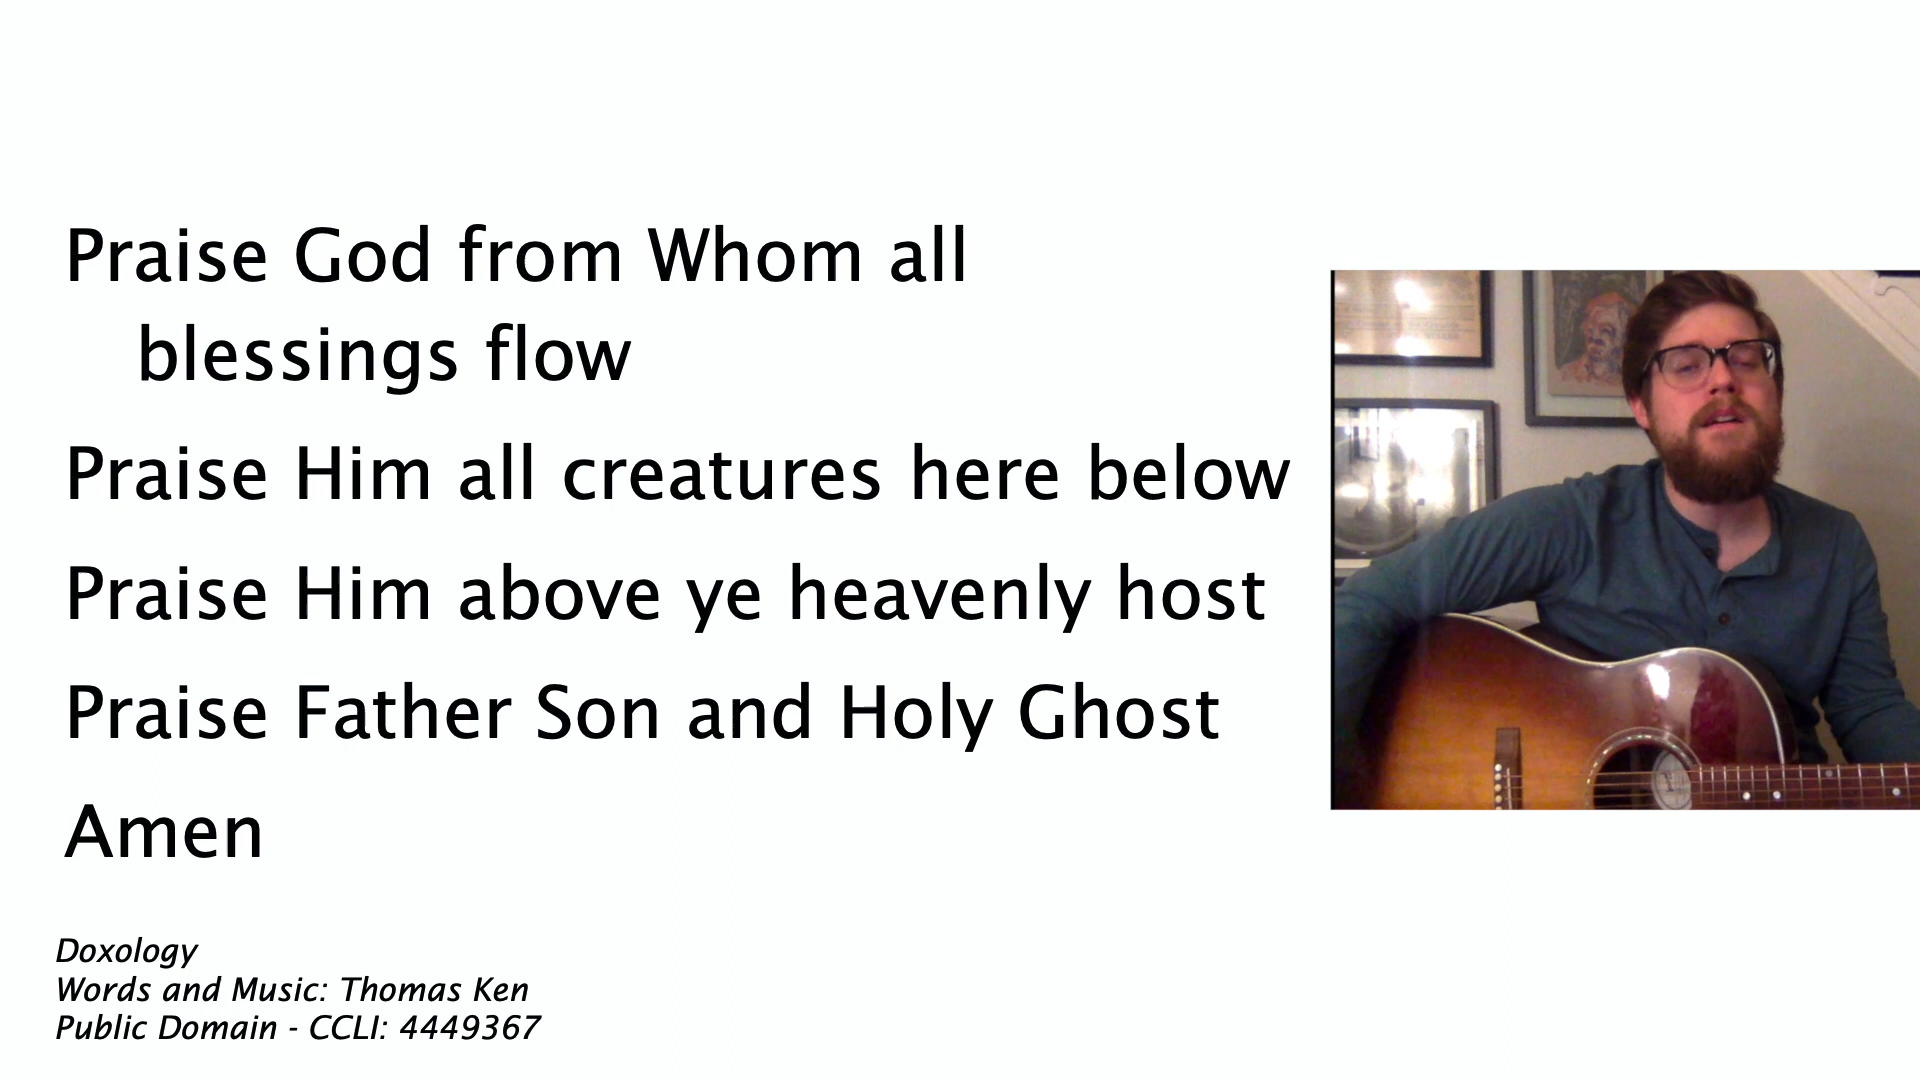 Praise God from Whom all
blessings flow
Praise Him all creatures here below
Praise Him above ye heavenly host
Praise Father Son and Holy Ghost
Amen
Doxology
Words and Music: Thomas Ken
Public Domain - CCLI: 4449367